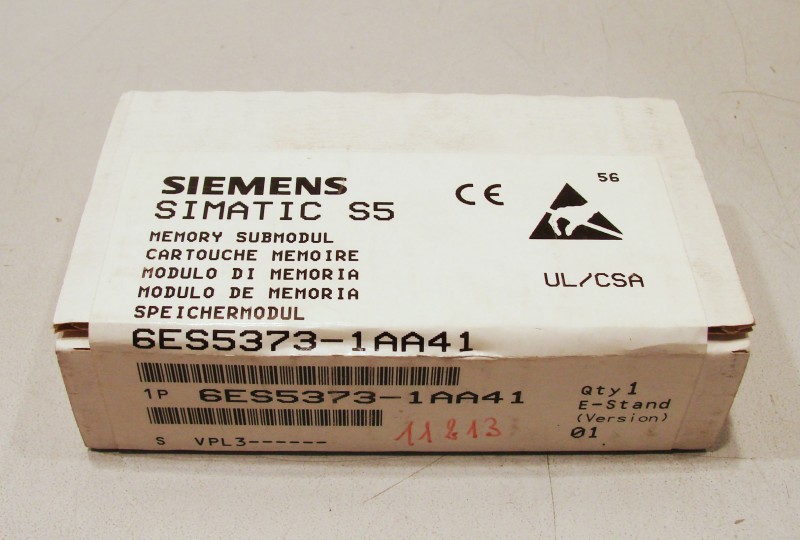 SIEMENS
SIMATIC S5
MEMORY SUBMODUL
CARTOUCHE MEMOIRE
MODULO DI MEMORIA
MODULO DE MEMORIA
SPEICHERMODUL
6ES5373-1AA41
CE
56
UL/CSA
1P 6ES5373-1AA41
S VPL3------
11813
Qty 1
E-Stand
(Version)
01